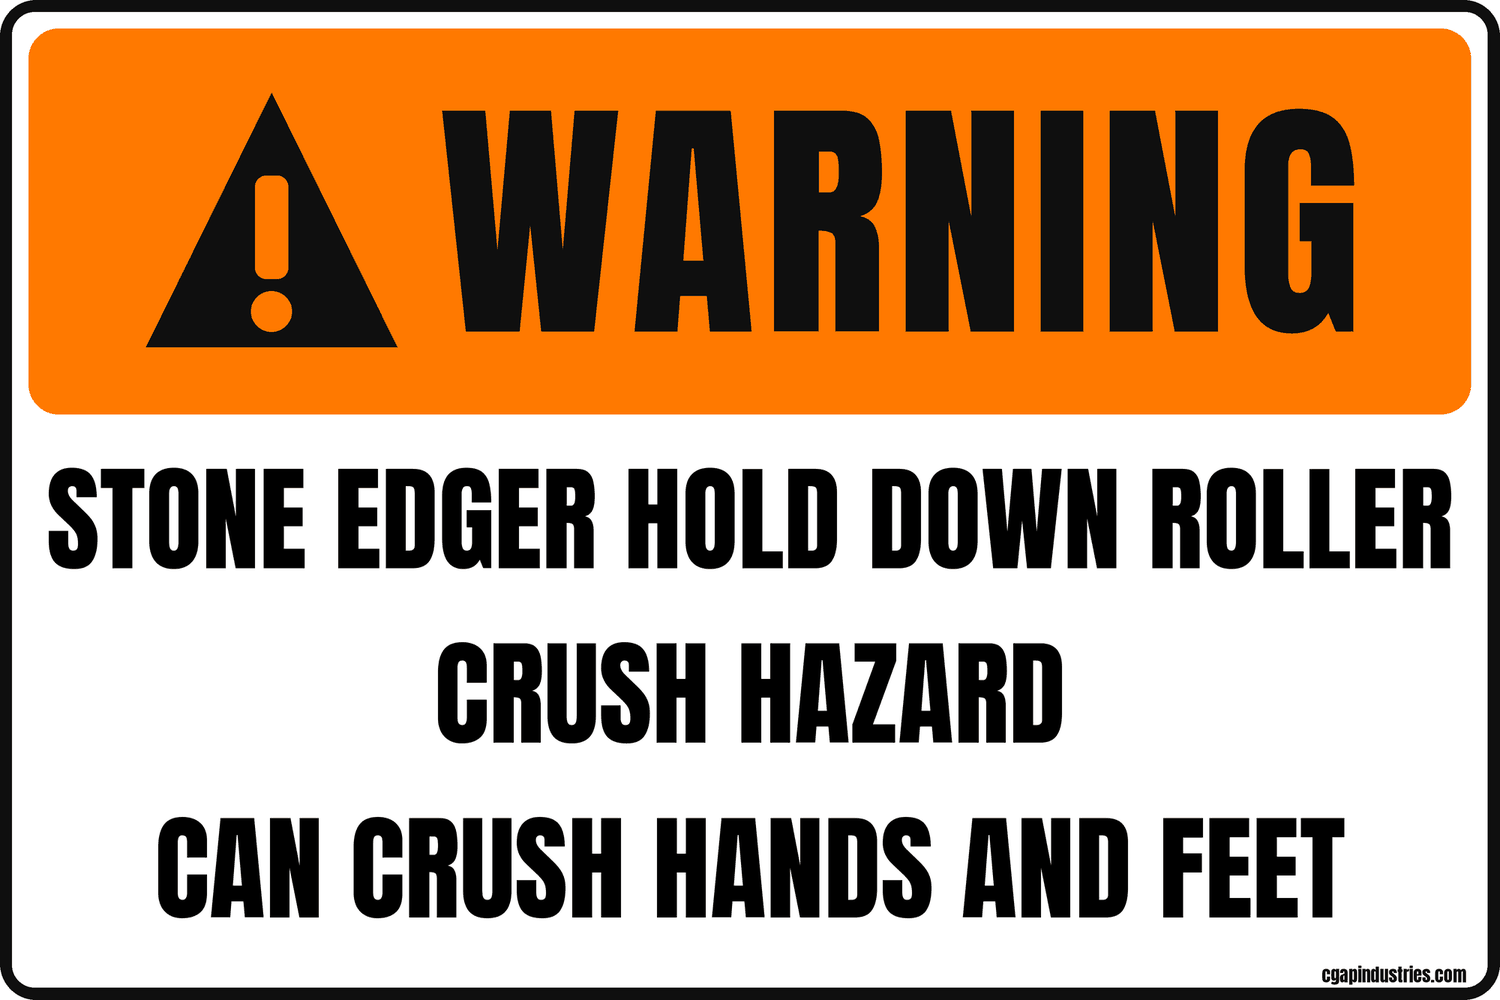 WARNING
STONE EDGER HOLD DOWN ROLLER
CRUSH HAZARD
CAN CRUSH HANDS AND FEET
cgapindustries.com